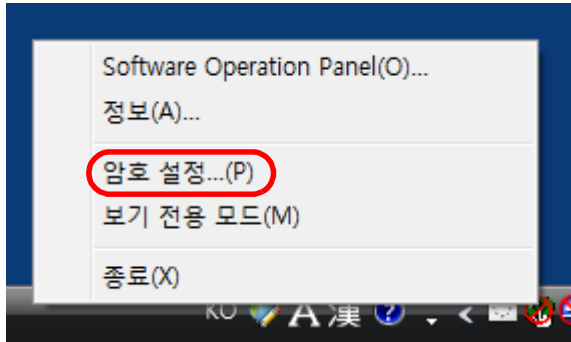 Software Operation Panel(O)...
정보(A)...
암호 설정...(P)
보기 전용 모드(M)
종료(X)
KO A 漢 ? <